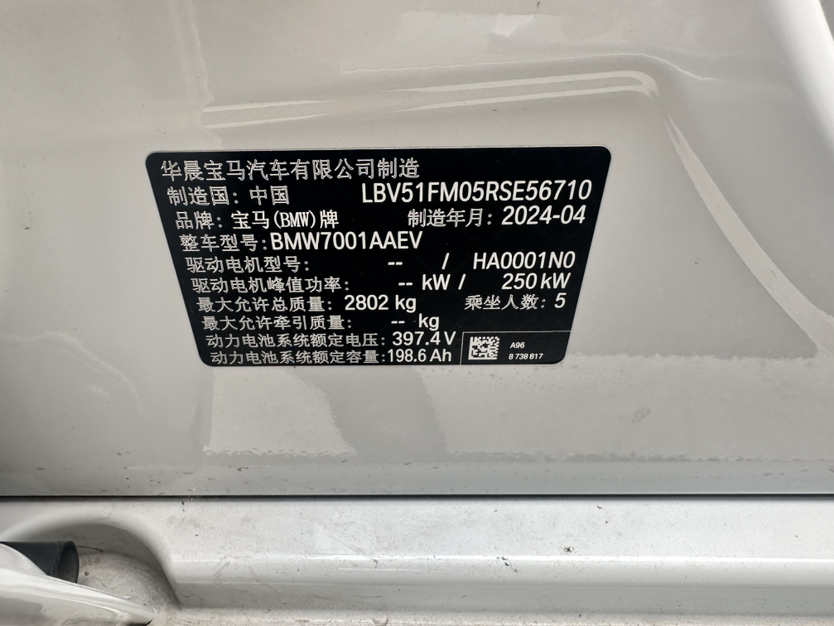 华晨宝马汽车有限公司制造
制造国: 中国 LBV51FM05RSE56710
品牌: 宝马(BMW)牌 制造年月: 2024-04
整车型号: BMW7001AAEV
驱动电机型号: -- / HA0001N0
驱动电机峰值功率: -- kW / 250 kW
最大允许总质量: 2802 kg 乘坐人数: 5
最大允许牵引质量: -- kg
动力电池系统额定电压: 397.4 V
动力电池系统额定容量: 198.6 Ah
A96
8 738 817